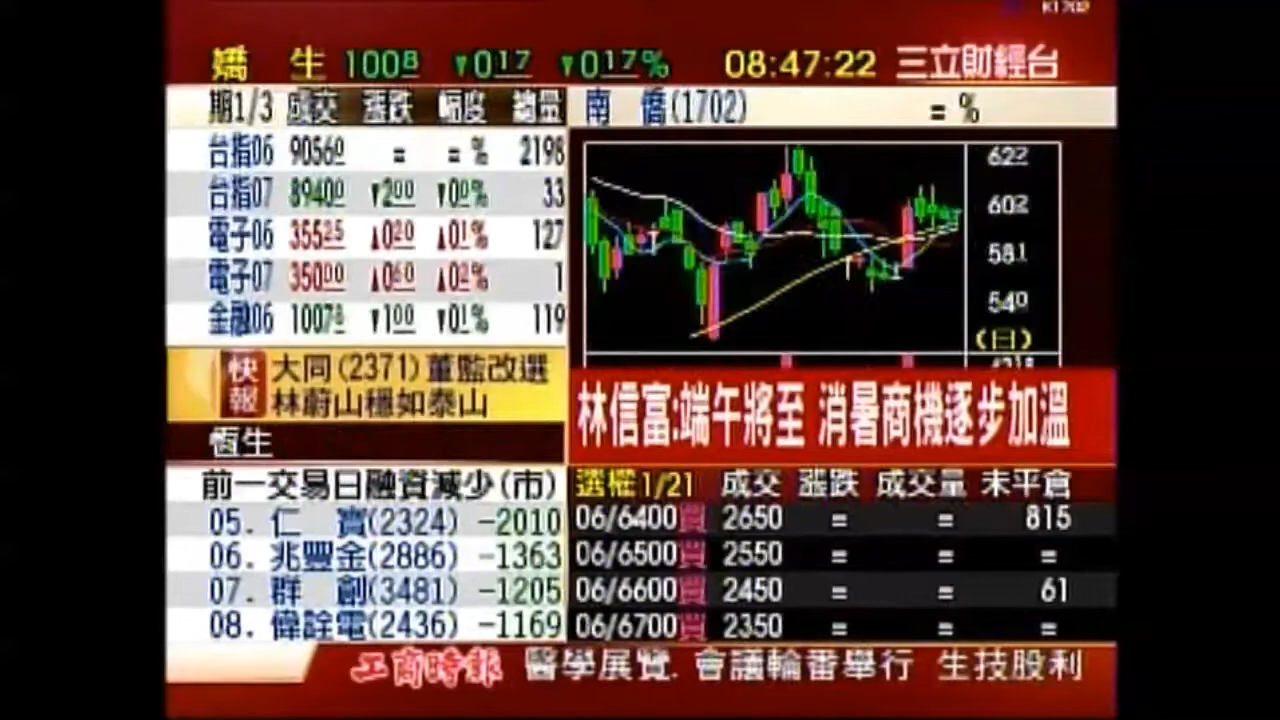 K1702
嬌 生 1008 ▼017 ▼017% 08:47:22 三立財經台
期1/3 成交 漲跌 幅度 總量
台指06 90560 = = % 2198
台指07 89400 ▼200 ▼00% 33
電子06 35525 ▲020 ▲01% 127
電子07 35000 ▲060 ▲02% 1
金融06 10078 ▼100 ▼01% 119
南 僑(1702) = %
622
602
581
540
(日)
快報 大同(2371)董監改選
林蔚山穩如泰山
林信富:端午將至 消暑商機逐步加溫
恆生
前一交易日融資減少(市)
05. 仁 寶(2324) -2010
06. 兆豐金(2886) -1363
07. 群 創(3481) -1205
08. 偉詮電(2436) -1169
選權1/21 成交 漲跌 成交量 未平倉
06/6400買 2650 = = 815
06/6500買 2550 = = =
06/6600買 2450 = = 61
06/6700買 2350 = = =
工商時報 醫學展覽. 會議輪番舉行 生技股利